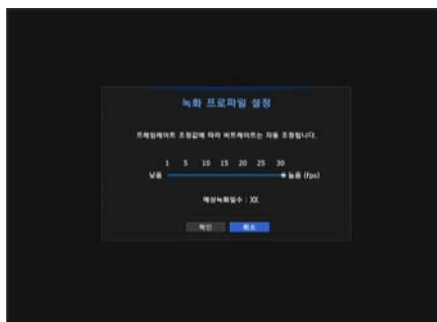 녹화 프로파일 설정
프레임레이트 조정값에 따라 비트레이트는 자동 조정됩니다.
1 5 10 15 20 25 30
낮음 높음 (fps)
예상녹화일수 : XX
확인 취소